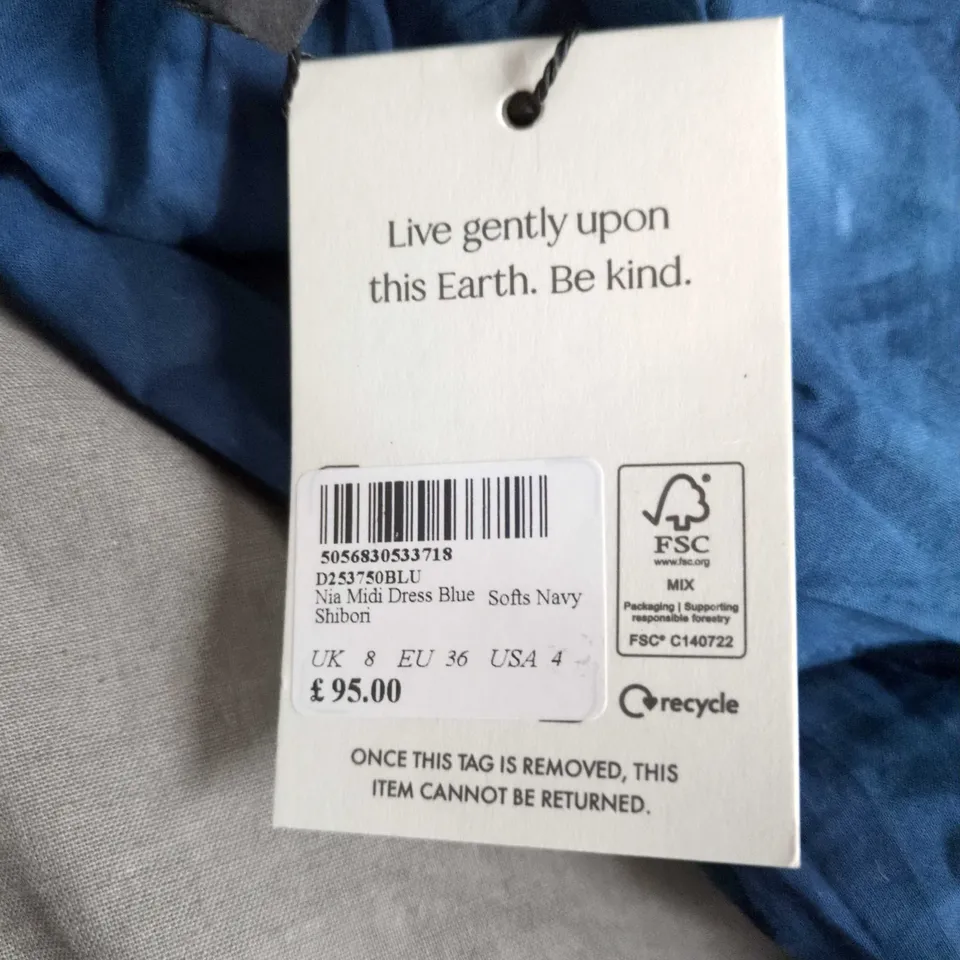 Live gently upon
this Earth. Be kind.
5056830533718
D253750BLU
Nia Midi Dress Blue Softs Navy
Shibori
UK 8 EU 36 USA 4
£ 95.00
FSC
www.fsc.org
MIX
Packaging | Supporting
responsible forestry
FSC® C140722
recycle
ONCE THIS TAG IS REMOVED, THIS
ITEM CANNOT BE RETURNED.